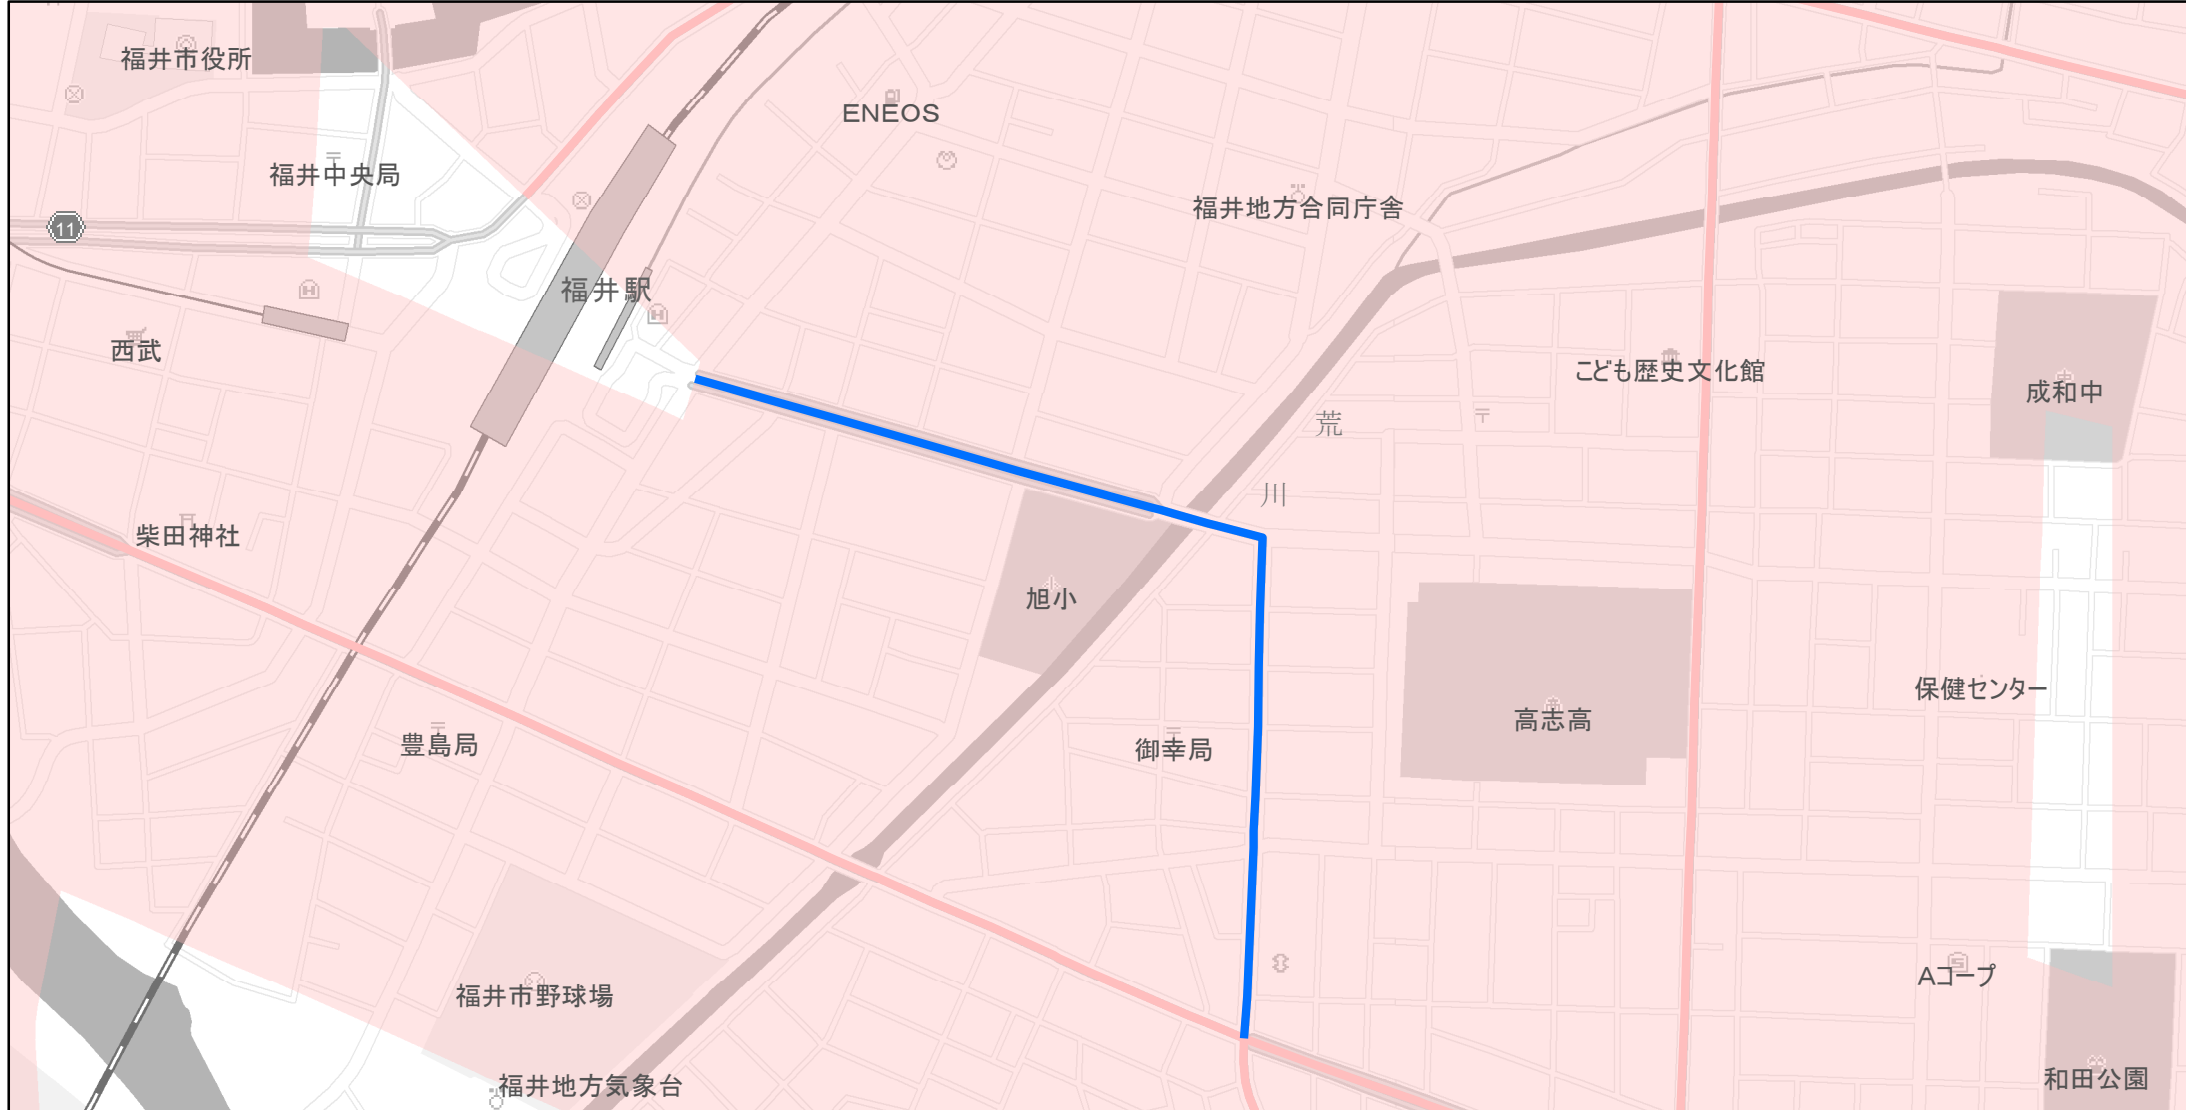 福井市役所
ENEOS
福井中央局
福井地方合同庁舎
11
福井駅
西武
こども歴史文化館
成和中
荒
川
柴田神社
旭小
保健センター
高志高
豊島局
御幸局
Aコープ
福井市野球場
和田公園
福井地方気象台